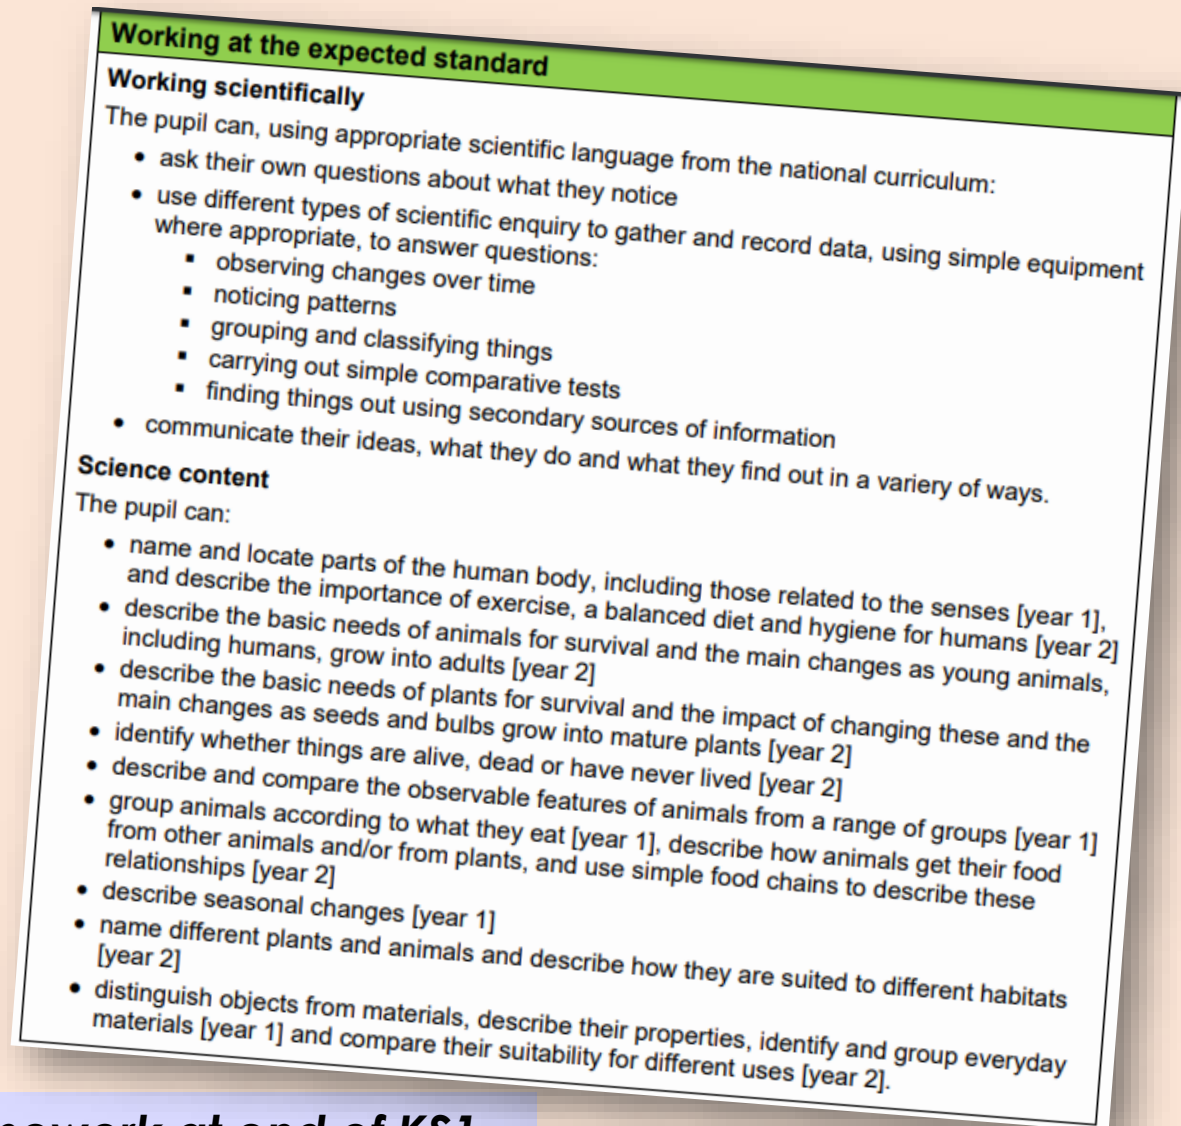 Working at the expected standard
Working scientifically
The pupil can, using appropriate scientific language from the national curriculum:
• ask their own questions about what they notice
• use different types of scientific enquiry to gather and record data, using simple equipment
where appropriate, to answer questions:
▪ observing changes over time
▪ noticing patterns
▪ grouping and classifying things
▪ carrying out simple comparative tests
▪ finding things out using secondary sources of information
• communicate their ideas, what they do and what they find out in a variery of ways.
Science content
The pupil can:
• name and locate parts of the human body, including those related to the senses [year 1],
and describe the importance of exercise, a balanced diet and hygiene for humans [year 2]
• describe the basic needs of animals for survival and the main changes as young animals,
including humans, grow into adults [year 2]
• describe the basic needs of plants for survival and the impact of changing these and the
main changes as seeds and bulbs grow into mature plants [year 2]
• identify whether things are alive, dead or have never lived [year 2]
• describe and compare the observable features of animals from a range of groups [year 1]
• group animals according to what they eat [year 1], describe how animals get their food
from other animals and/or from plants, and use simple food chains to describe these
relationships [year 2]
• describe seasonal changes [year 1]
• name different plants and animals and describe how they are suited to different habitats
[year 2]
• distinguish objects from materials, describe their properties, identify and group everyday
materials [year 1] and compare their suitability for different uses [year 2].
at end of KS1